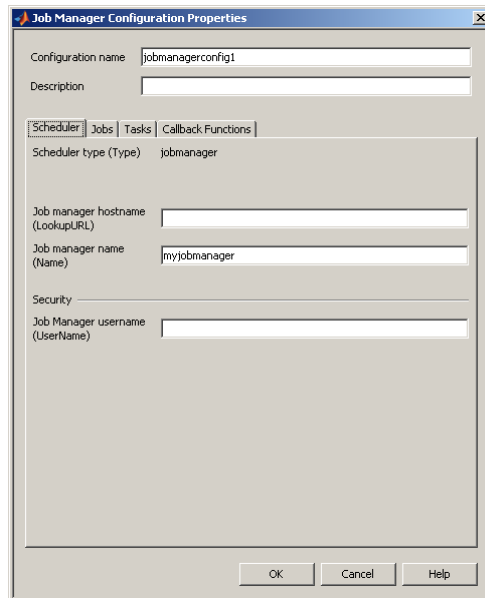 Job Manager Configuration Properties
Configuration name jobmanagerconfig1
Description
Scheduler Jobs Tasks Callback Functions
Scheduler type (Type) jobmanager
Job manager hostname
(LookupURL)
Job manager name
(Name) myjobmanager
Security
Job Manager username
(UserName)
OK Cancel Help